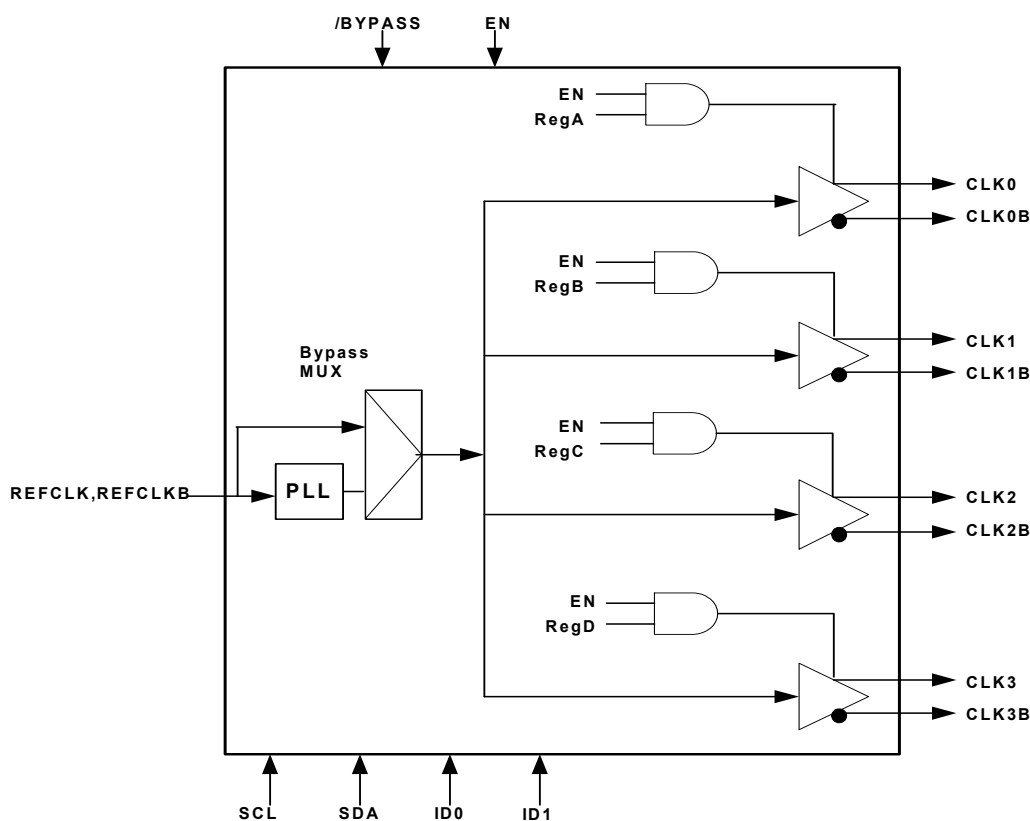 /BYPASS EN
EN
RegA
CLK0
CLK0B
EN
RegB
CLK1
CLK1B
Bypass
MUX
EN
RegC
REFCLK,REFCLKB
PLL
CLK2
CLK2B
EN
RegD
CLK3
CLK3B
SCL SDA ID0 ID1